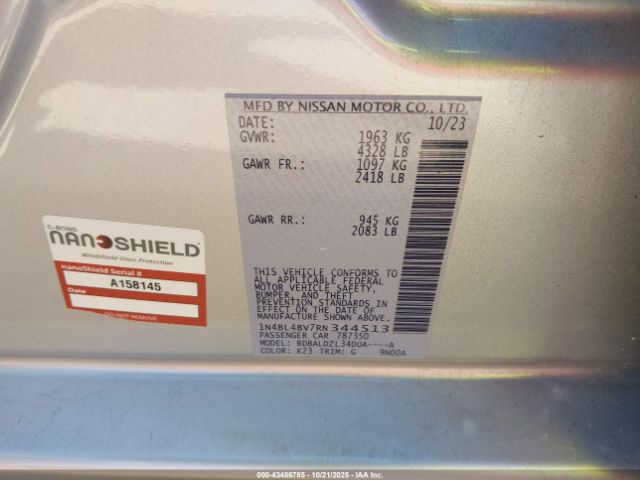 MFD BY NISSAN MOTOR CO., LTD.
DATE: 10/23
GVWR: 1963 KG
4328 LB
GAWR FR.: 1097 KG
2418 LB
GAWR RR.: 945 KG
2083 LB
THIS VEHICLE CONFORMS TO
ALL APPLICABLE FEDERAL
MOTOR VEHICLE SAFETY,
BUMPER, AND THEFT
PREVENTION STANDARDS IN
EFFECT ON THE DATE OF
MANUFACTURE SHOWN ABOVE.
1N4BL4BV7RN344513
PASSENGER CAR 787350
MODEL: BDBALDZL34DUA----A
COLOR: K23 TRIM: G 9N00A
C-BOND
NANOSHIELD
Windshield Glass Protection
nanoShield Serial #
A158145
Date
000-43486785 - 10/21/2025 - IAA Inc.